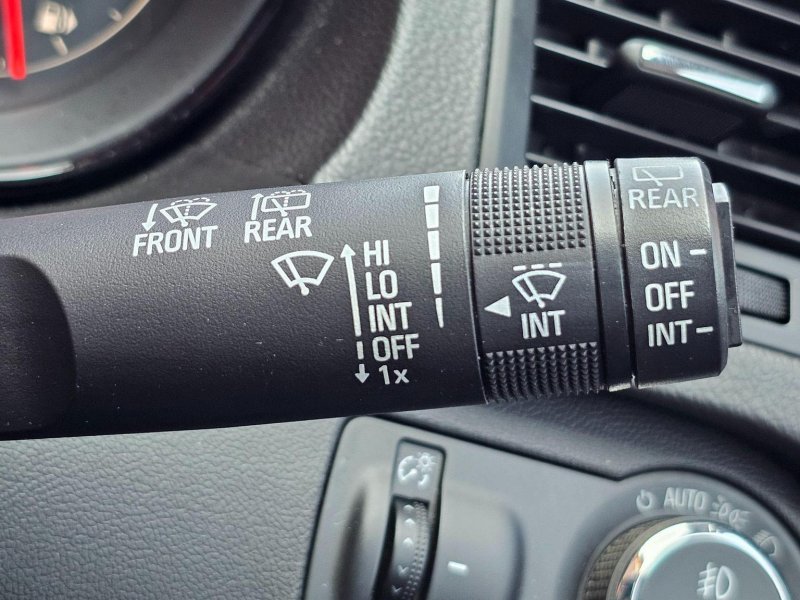 FRONT
REAR
HI
LO
INT
OFF
1x
INT
REAR
ON
OFF
INT
AUTO